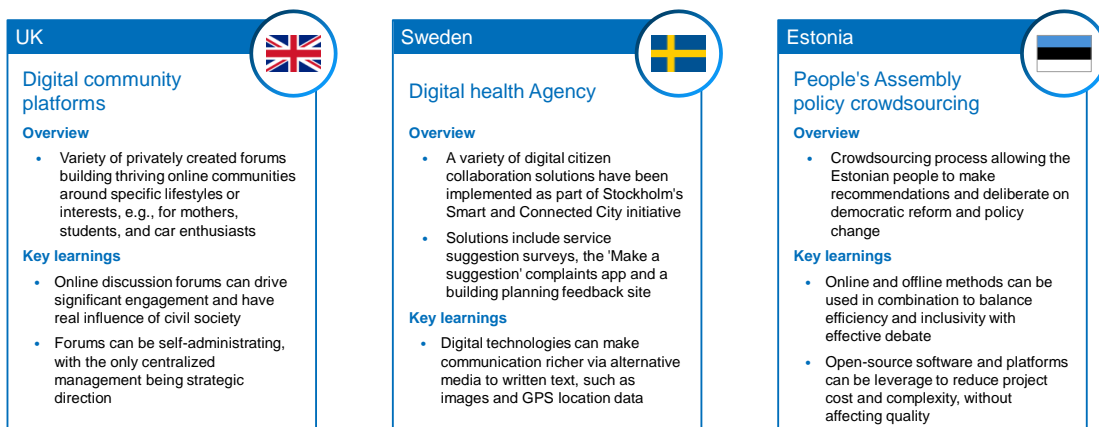 UK
Digital community
platforms
Overview
• Variety of privately created forums
building thriving online communities
around specific lifestyles or
interests, e.g., for mothers,
students, and car enthusiasts
Key learnings
• Online discussion forums can drive
significant engagement and have
real influence of civil society
• Forums can be self-administrating,
with the only centralized
management being strategic
direction
Sweden
Digital health Agency
Overview
• A variety of digital citizen
collaboration solutions have been
implemented as part of Stockholm's
Smart and Connected City initiative
• Solutions include service
suggestion surveys, the 'Make a
suggestion' complaints app and a
building planning feedback site
Key learnings
• Digital technologies can make
communication richer via alternative
media to written text, such as
images and GPS location data
Estonia
People's Assembly
policy crowdsourcing
Overview
• Crowdsourcing process allowing the
Estonian people to make
recommendations and deliberate on
democratic reform and policy
change
Key learnings
• Online and offline methods can be
used in combination to balance
efficiency and inclusivity with
effective debate
• Open-source software and platforms
can be leverage to reduce project
cost and complexity, without
affecting quality